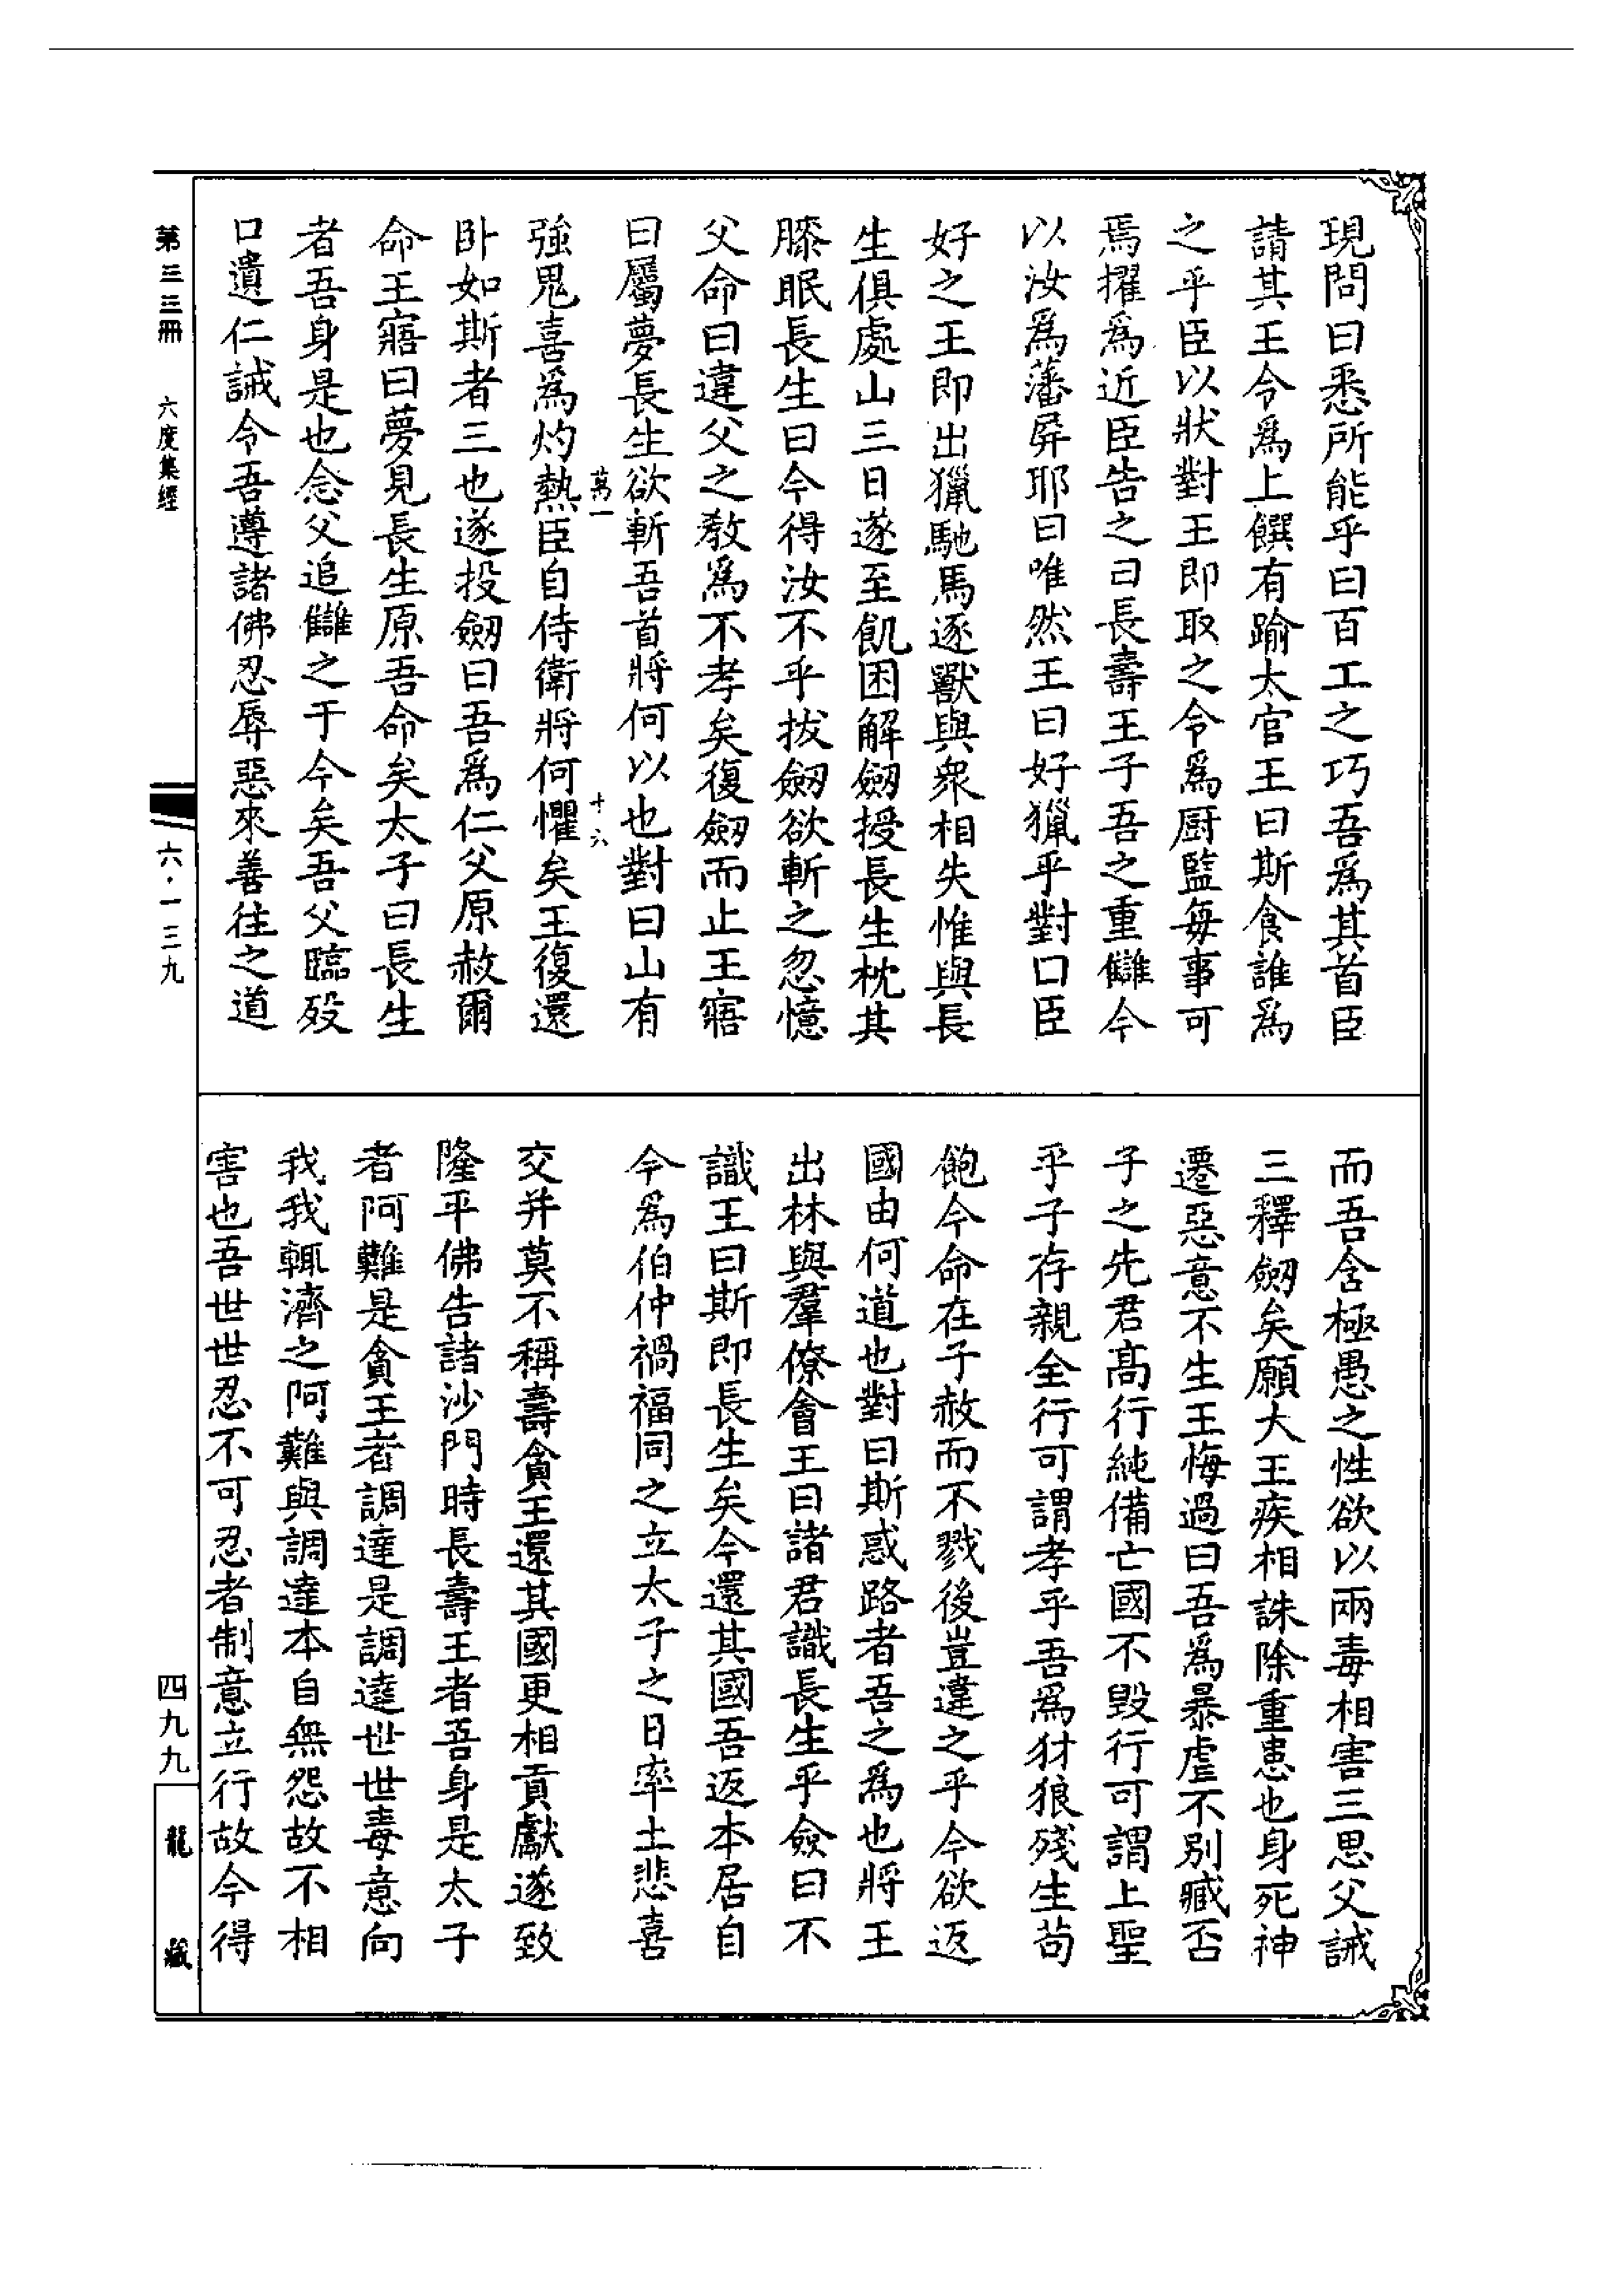 現問曰悉所能乎曰百工之巧吾爲其首臣
請其王令爲上饌有踰太官王曰斯食誰爲
之乎臣以狀對王即取之令爲厨監每事可
焉擢爲近臣告之曰長壽王子吾之重讎今
以汝爲藩屏耶曰唯然王曰好獵乎對口臣
好之王即出獵馳馬逐獸與衆相失惟與長
生俱處山三日遂至飢困解劒授長生枕其
膝眠長生曰今得汝不乎拔劒欲斬之忽憶
父命曰違父之教爲不孝矣復劒而止王寤
曰屬夢長生欲斬吾首將何以也對曰山有
萬一
十六
強鬼喜爲灼熱臣自侍衛將何懼矣王復還
卧如斯者三也遂投劒曰吾爲仁父原赦爾
命王寤曰夢見長生原吾命矣太子曰長生
者吾身是也念父追讎之于今矣吾父臨殁
口遺仁誡令吾遵諸佛忍辱惡來善往之道
而吾含極愚之性欲以兩毒相害三思父誡
三釋劒矣願大王疾相誅除重患也身死神
遷惡意不生王悔過曰吾爲暴虐不別臧否
子之先君高行純備亡國不毀行可謂上聖
乎子存親全行可謂孝乎吾爲豺狼殘生苟
飽今命在子赦而不戮後豈違之乎今欲返
國由何道也對曰斯惑路者吾之爲也將王
出林與羣僚會王曰諸君識長生乎僉曰不
識王曰斯即長生矣今還其國吾返本居自
今爲伯仲禍福同之立太子之日率土悲喜
交并莫不稱壽貪王還其國更相貢獻遂致
隆平佛告諸沙門時長壽王者吾身是太子
者阿難是貪王者調達是調達世世毒意向
我我輒濟之阿難與調達本自無怨故不相
害也吾世世忍不可忍者制意立行故今得
第三三冊
六度集經
六·一三九
四九九
龍藏